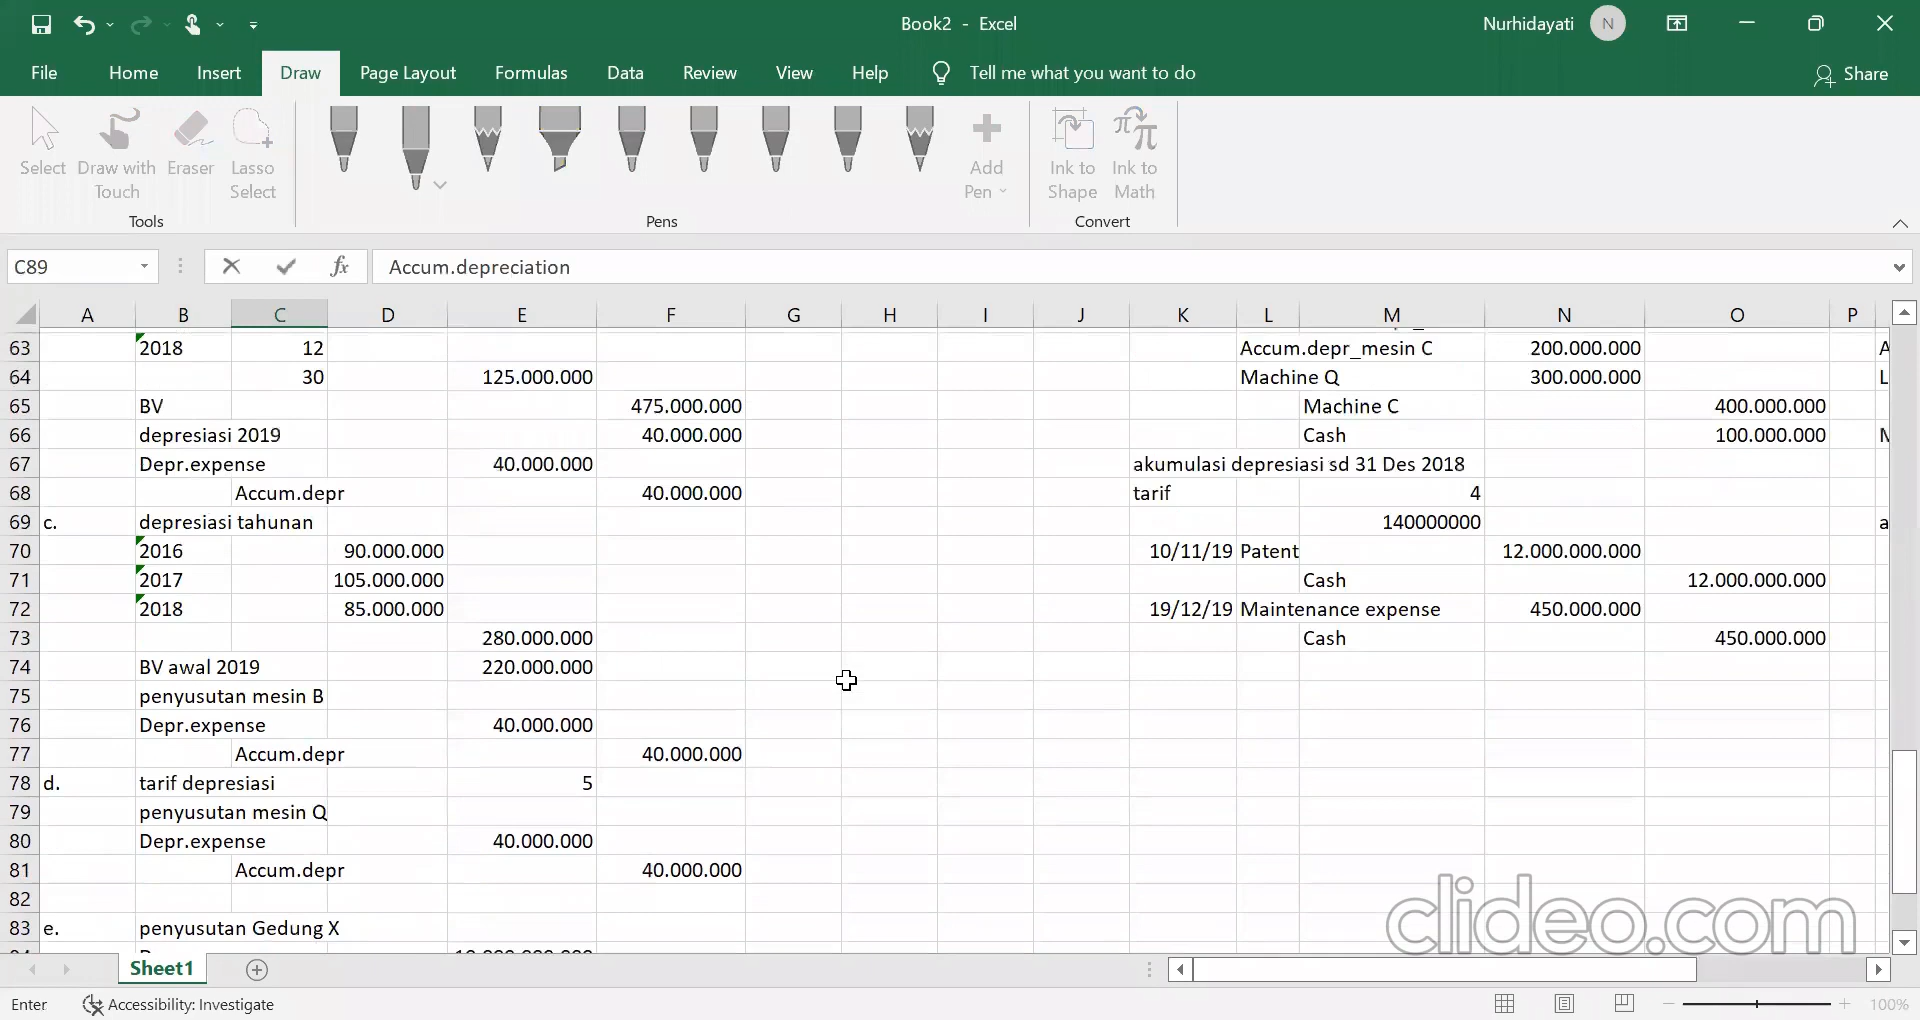 Book2 - Excel
Nurhidayati N
File Home Insert Draw Page Layout Formulas Data Review View Help Tell me what you want to do Share
Select Draw with Touch Eraser Lasso Select
Add Pen
Ink to Shape Ink to Math
Tools Pens Convert
C89 fx Accum.depreciation
A B C D E F G H I J K L M N O P
63 2018 12 Accum.depr_mesin C 200.000.000 A
64 30 125.000.000 Machine Q 300.000.000 L
65 BV 475.000.000 Machine C 400.000.000
66 depresiasi 2019 40.000.000 Cash 100.000.000
67 Depr.expense 40.000.000 akumulasi depresiasi sd 31 Des 2018
68 Accum.depr 40.000.000 tarif 4
69 c. depresiasi tahunan 140000000 a
70 2016 90.000.000 10/11/19 Patent 12.000.000.000
71 2017 105.000.000 Cash 12.000.000.000
72 2018 85.000.000 19/12/19 Maintenance expense 450.000.000
73 280.000.000 Cash 450.000.000
74 BV awal 2019 220.000.000
75 penyusutan mesin B
76 Depr.expense 40.000.000
77 Accum.depr 40.000.000
78 d. tarif depresiasi 5
79 penyusutan mesin Q
80 Depr.expense 40.000.000
81 Accum.depr 40.000.000
82
83 e. penyusutan Gedung X
clideo.com
Sheet1
Enter Accessibility: Investigate 100%